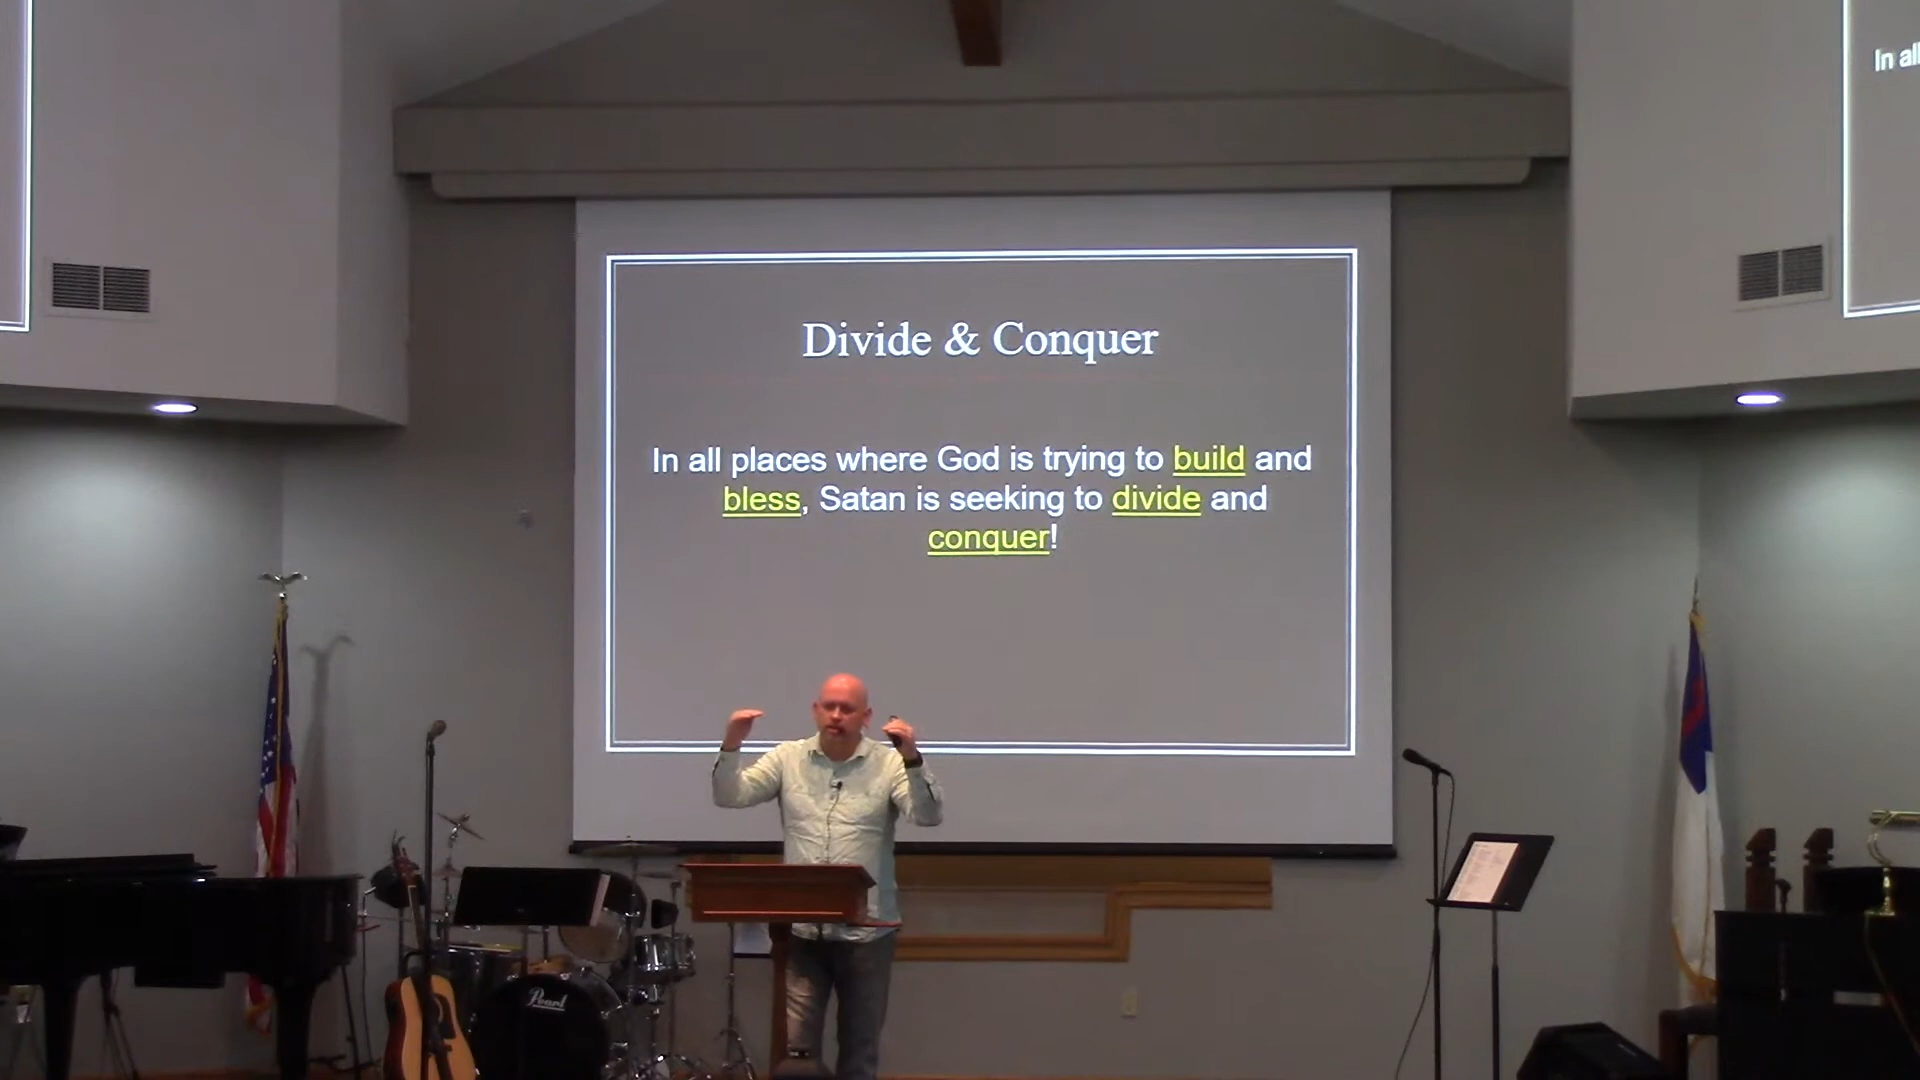 Divide & Conquer
In all places where God is trying to build and
bless, Satan is seeking to divide and
conquer!
In all
Pearl